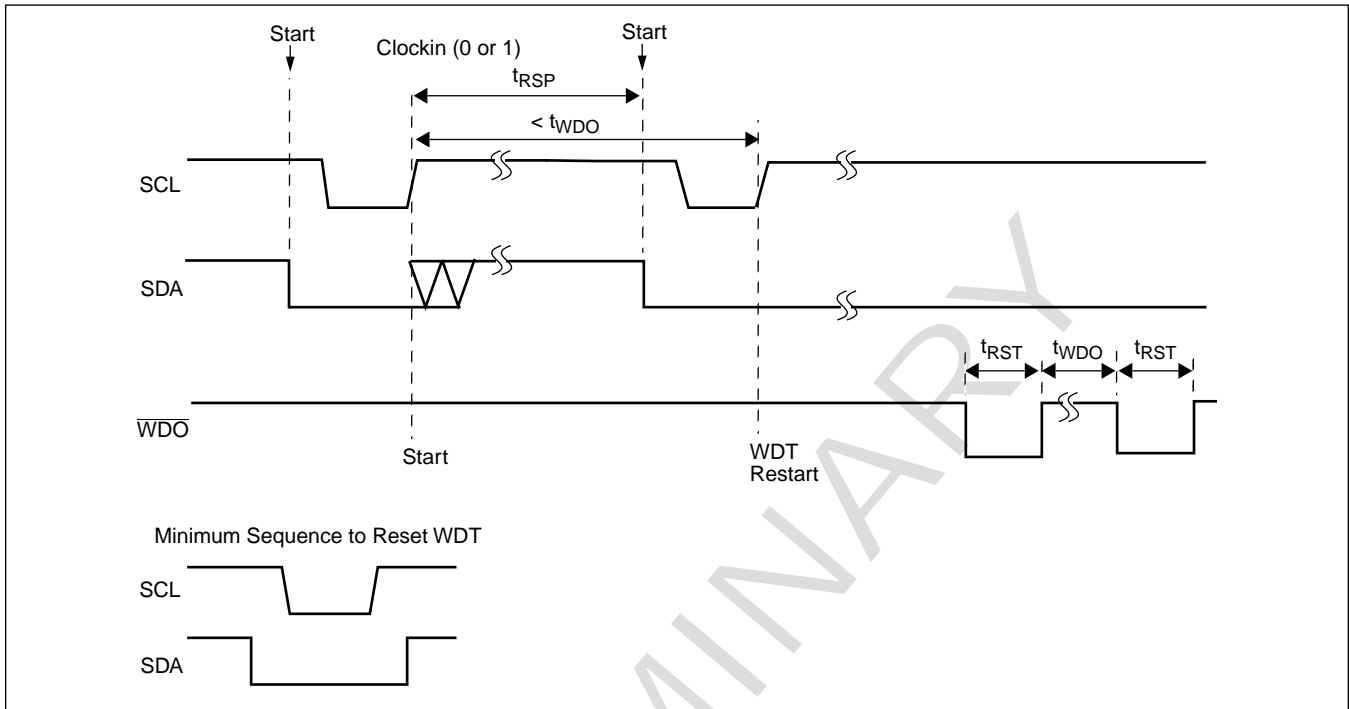 Start
Start
Clockin (0 or 1)
tRSP
< tWDO
SCL
SDA
tRST
tWDO
tRST
WDO
Start
WDT
Restart
Minimum Sequence to Reset WDT
SCL
SDA
MINARY